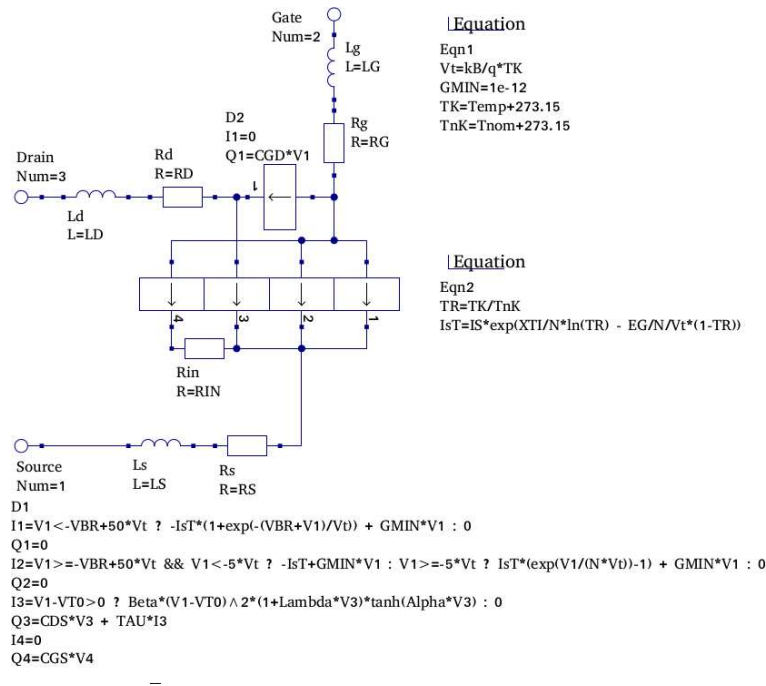 Gate
Num=2
Lg
L=LG
Equation
Eqn1
Vt=kB/q*TK
GMIN=1e-12
TK=Temp+273.15
TnK=Tnom+273.15
D2
I1=0
Q1=CGD*V1
Rg
R=RG
1
Drain
Num=3
Rd
R=RD
Ld
L=LD
Equation
Eqn2
TR=TK/TnK
IsT=IS*exp(XTI/N*ln(TR) - EG/N/Vt*(1-TR))
4
3
2
1
Rin
R=RIN
Source
Num=1
Ls
L=LS
Rs
R=RS
D1
I1=V1<-VBR+50*Vt ? -IsT*(1+exp(-(VBR+V1)/Vt)) + GMIN*V1 : 0
Q1=0
I2=V1>=-VBR+50*Vt && V1<-5*Vt ? -IsT+GMIN*V1 : V1>=-5*Vt ? IsT*(exp(V1/(N*Vt))-1) + GMIN*V1 : 0
Q2=0
I3=V1-VT0>0 ? Beta*(V1-VT0)^2*(1+Lambda*V3)*tanh(Alpha*V3) : 0
Q3=CDS*V3 + TAU*I3
I4=0
Q4=CGS*V4